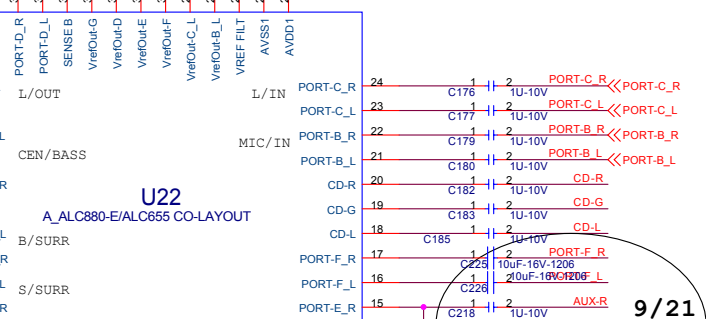 PORT-D_R
PORT-D_L
SENSE B
VrefOut-G
VrefOut-D
VrefOut-E
VrefOut-F
VrefOut-C_L
VrefOut-B_L
VREF FILT
AVSS1
AVDD1
L/OUT
L/IN
PORT-C_R 24 1 2 PORT-C_R PORT-C_R
C176 1U-10V
PORT-C_L 23 1 2 PORT-C_L PORT-C_L
C177 1U-10V
MIC/IN
PORT-B_R 22 1 2 PORT-B_R PORT-B_R
C179 1U-10V
CEN/BASS
PORT-B_L 21 1 2 PORT-B_L PORT-B_L
C180 1U-10V
CD-R 20 1 2 CD-R
C182 1U-10V
U22
A_ALC880-E/ALC655 CO-LAYOUT
CD-G 19 1 2 CD-G
C183 1U-10V
CD-L 18 1 2 CD-L
C185 1U-10V
B/SURR
PORT-F_R 17 1 2 PORT-F_R
C225 10uF-16V-1206
PORT-F_L 16 1 2 PORT-F_L
C226 10uF-16V-1206
S/SURR
PORT-E_R 15 1 2 AUX-R
C218 1U-10V
9/21